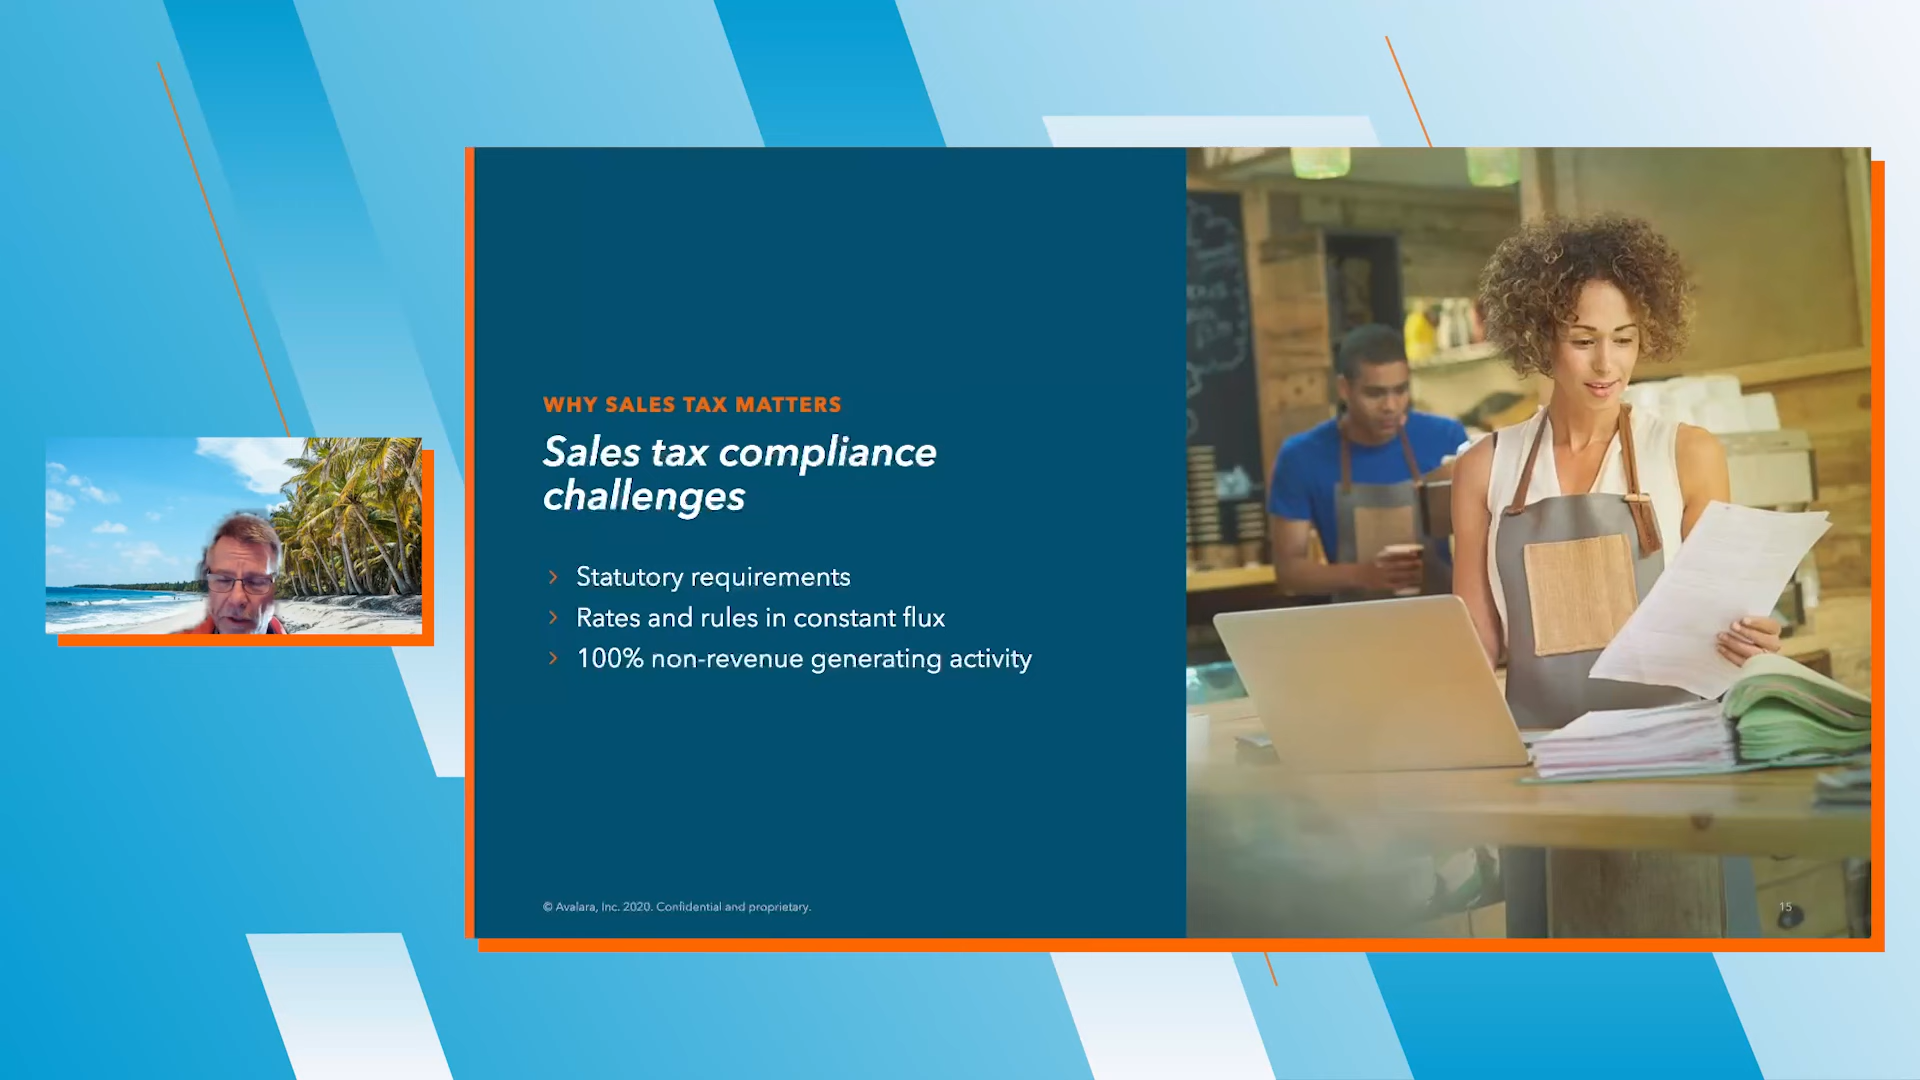 WHY SALES TAX MATTERS
Sales tax compliance
challenges
Statutory requirements
Rates and rules in constant flux
100% non-revenue generating activity
© Avalara, Inc. 2020. Confidential and proprietary.
15